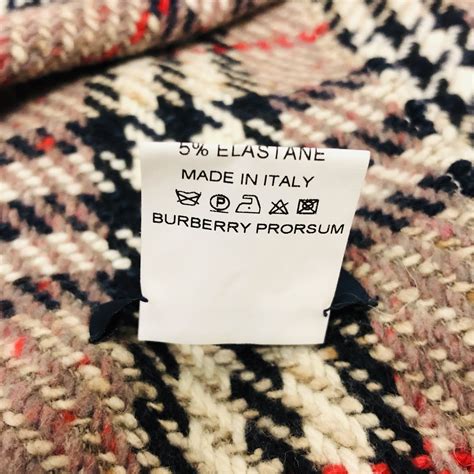 5% ELASTANE
MADE IN ITALY
BURBERRY PRORSUM